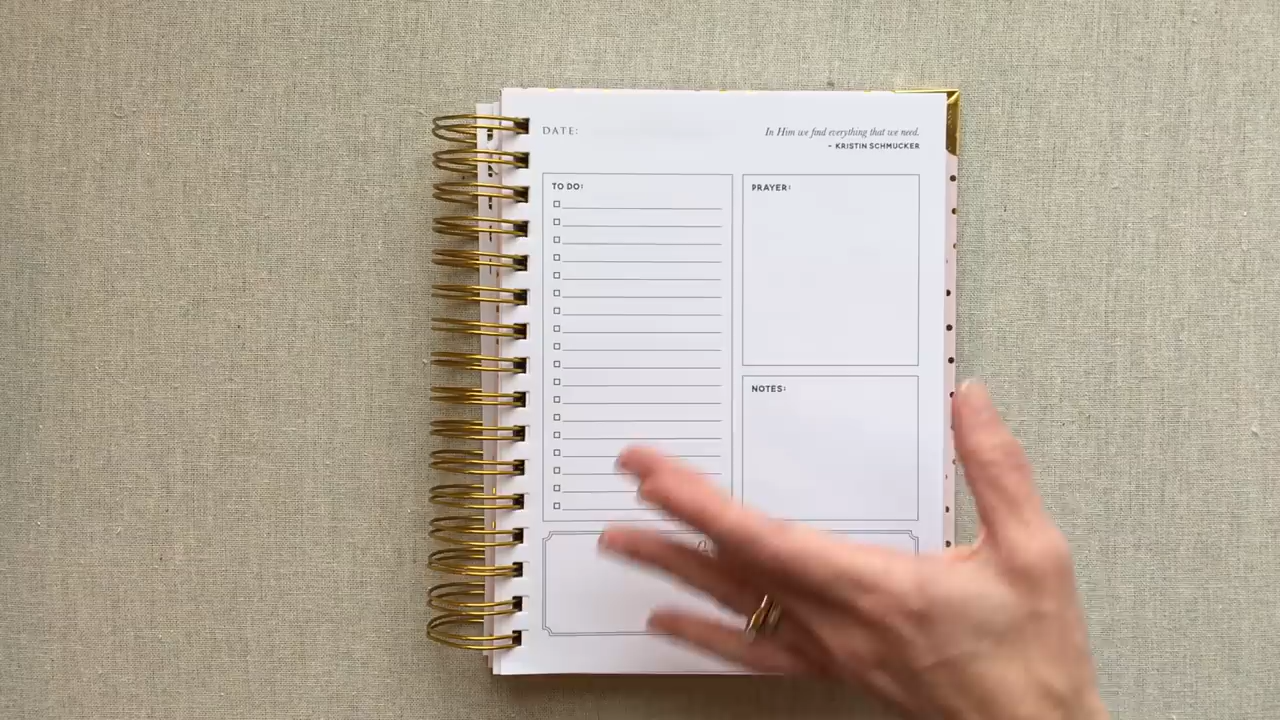 DATE:
In Him we find everything that we need.
- KRISTIN SCHMUCKER
TO DO:
PRAYER:
NOTES: